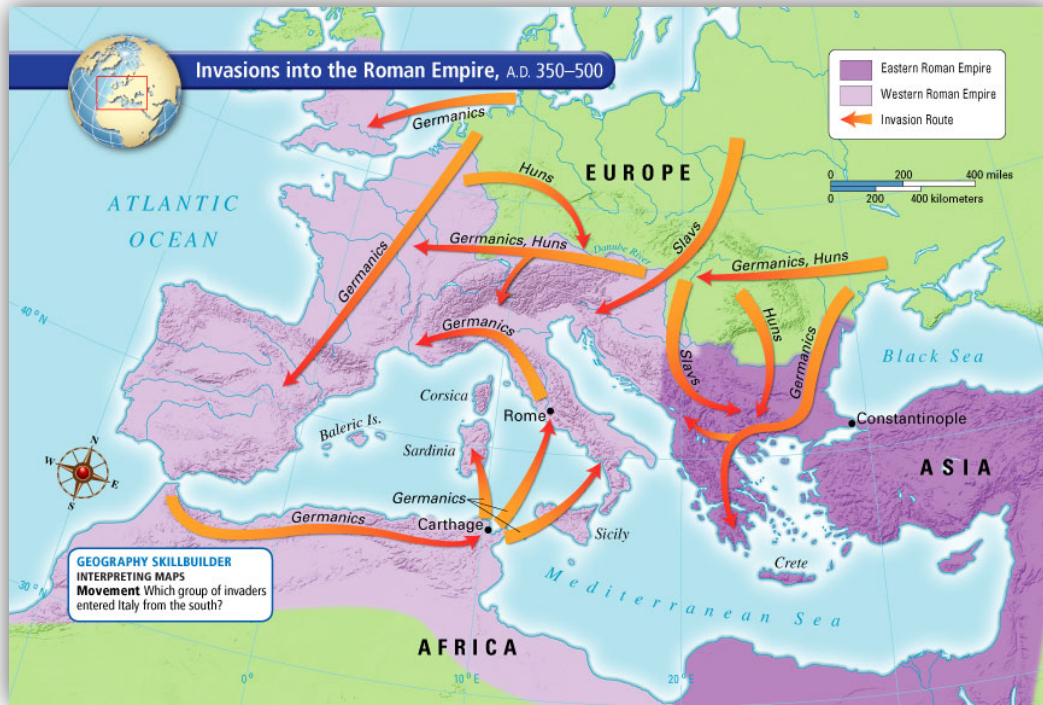 Invasions into the Roman Empire, A.D. 350–500
Eastern Roman Empire
Western Roman Empire
Invasion Route
0 200 400 miles
0 200 400 kilometers
Germanics
EUROPE
Huns
ATLANTIC
OCEAN
Germanics
Germanics, Huns
Danube River
Slavs
Germanics, Huns
40°N
Germanics
Slavs
Huns
Germanics
Black Sea
Corsica
Rome
Constantinople
Baleric Is.
Sardinia
ASIA
N
W
E
S
Germanics
Germanics
Carthage
Sicily
Crete
Mediterranean Sea
GEOGRAPHY SKILLBUILDER
INTERPRETING MAPS
Movement Which group of invaders
entered Italy from the south?
30°N
AFRICA
0°
10°E
20°E